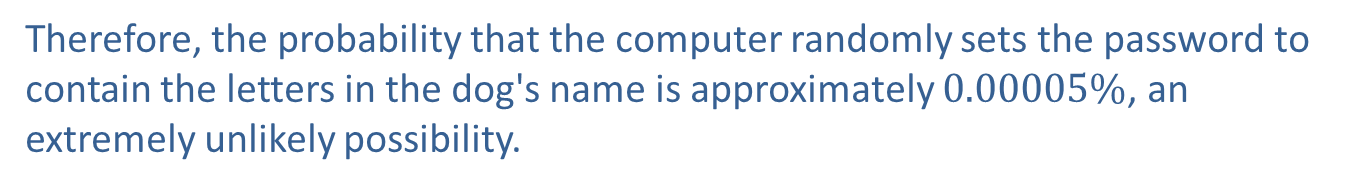 Therefore, the probability that the computer randomly sets the password to
contain the letters in the dog's name is approximately 0.00005%, an
extremely unlikely possibility.